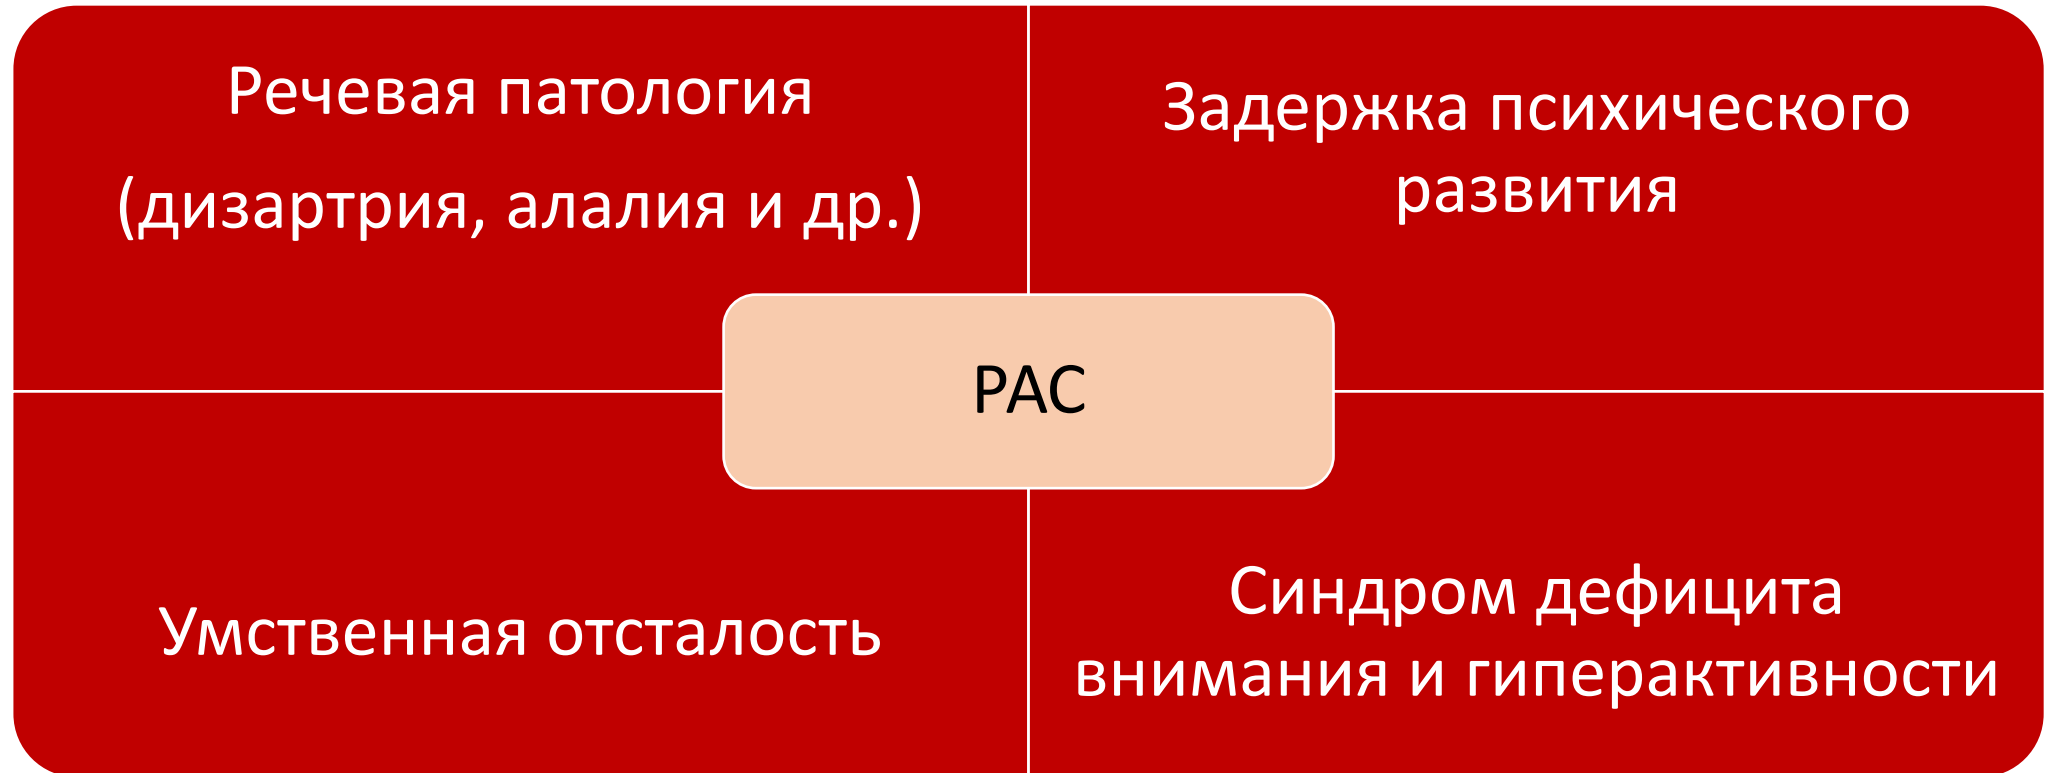 Речевая патология
(дизартрия, алалия и др.)
Задержка психического
развития
РАС
Умственная отсталость
Синдром дефицита
внимания и гиперактивности